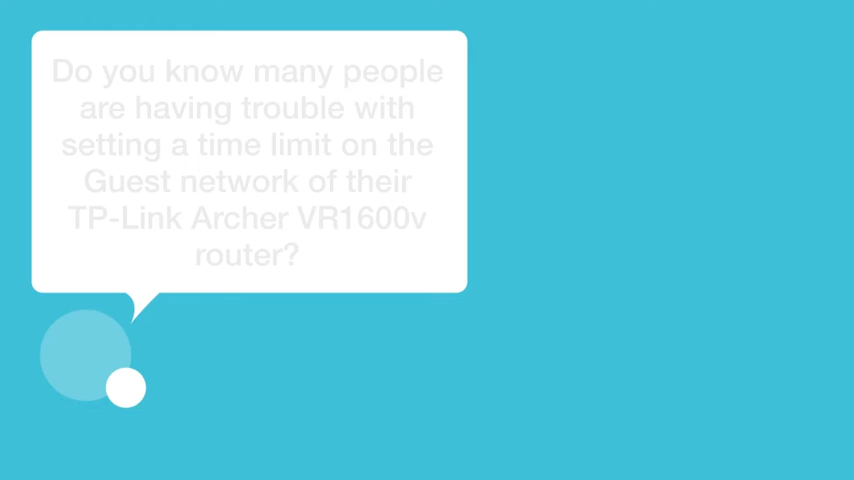 Do you know many people
are having trouble with
setting a time limit on the
Guest network of their
TP-Link Archer VR1600v
router?